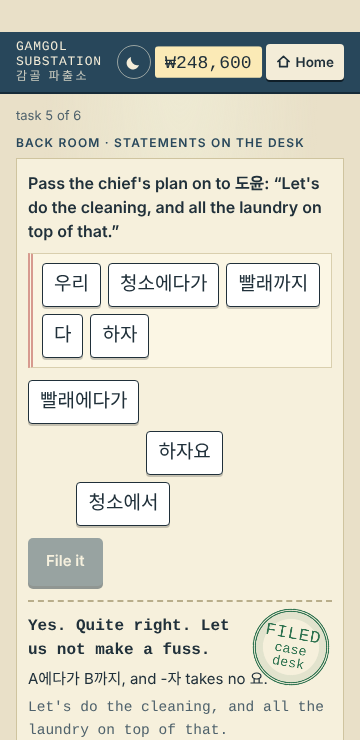 GAMGOL
SUBSTATION
감골 파출소
₩248,600
Home
task 5 of 6
BACK ROOM · STATEMENTS ON THE DESK
Pass the chief's plan on to 도윤: “Let's
do the cleaning, and all the laundry on
top of that.”
우리 청소에다가 빨래까지
다 하자
빨래에다가
하자요
청소에서
File it
Yes. Quite right. Let
us not make a fuss.
FILED
case
desk
A에다가 B까지, and -자 takes no 요.
Let's do the cleaning, and all the
laundry on top of that.